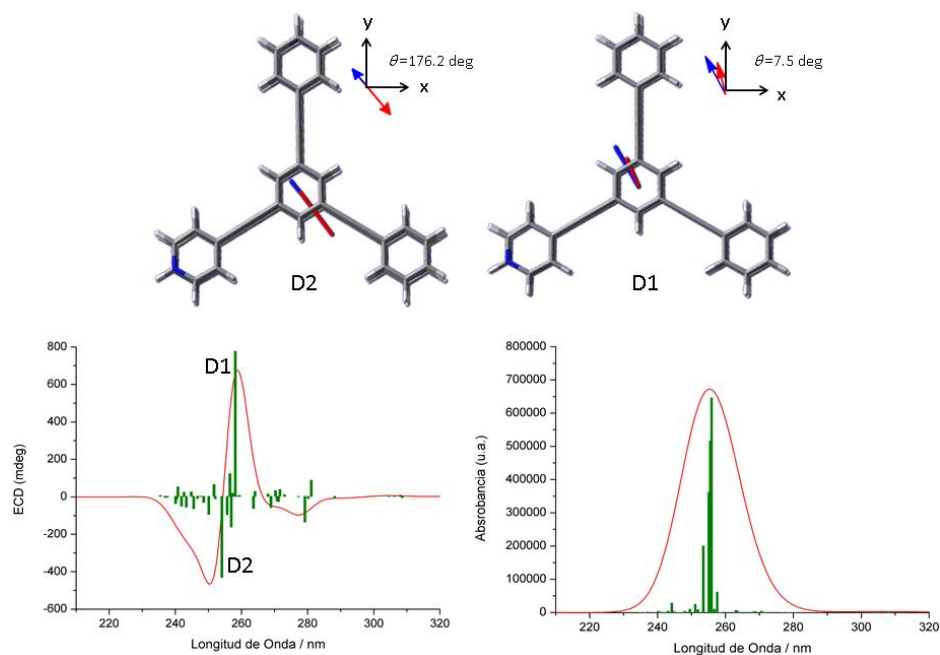 y
θ=176.2 deg
x
D2
y
θ=7.5 deg
x
D1
800
600
400
200
0
-200
-400
-600
ECD (mdeg)
D1
D2
220
240
260
280
300
320
Longitud de Onda / nm
800000
700000
600000
500000
400000
300000
200000
100000
0
Absrobancia (u.a.)
220
240
260
280
300
320
Longitud de Onda / nm